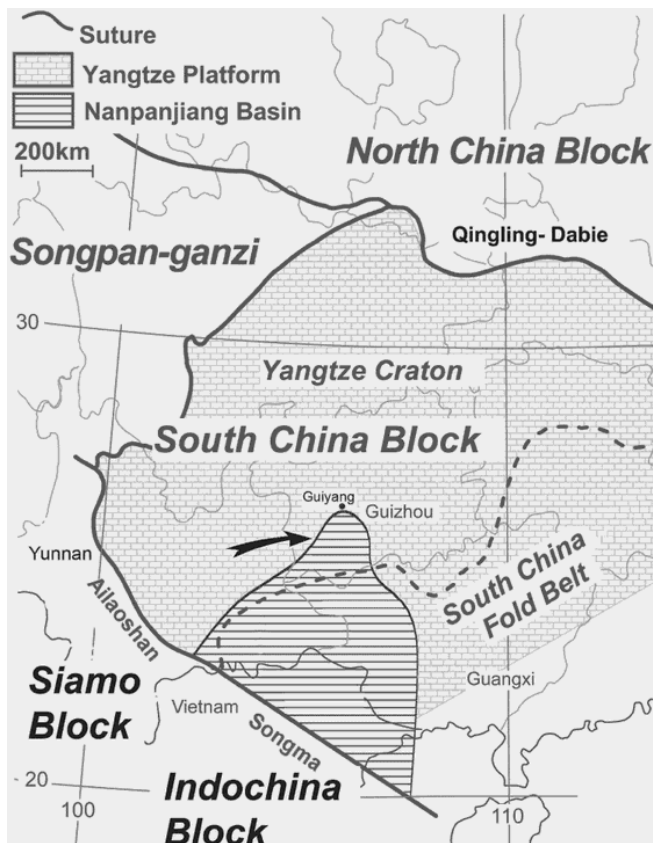 Suture
Yangtze Platform
Nanpanjiang Basin
200km
North China Block
Qingling- Dabie
Songpan-ganzi
30
Yangtze Craton
South China Block
Guiyang
Guizhou
Yunnan
South China
Fold Belt
Ailaoshan
Siamo
Block
Guangxi
Vietnam
Songma
20
Indochina
Block
100
110